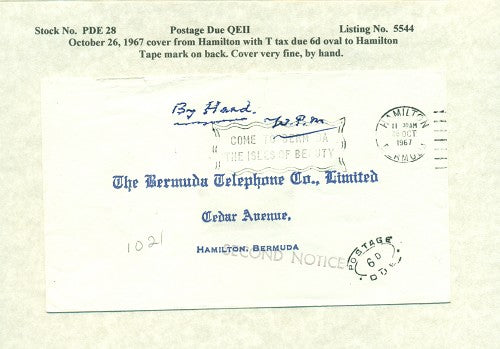 Stock No. PDE 28 Postage Due QEII Listing No. 5544
October 26, 1967 cover from Hamilton with T tax due 6d oval to Hamilton
Tape mark on back. Cover very fine, by hand.
By Hand.
W.P.M
COME TO BERMUDA
THE ISLES OF BEAUTY
HAMILTON
OCT
1967
BERMUDA
The Bermuda Telephone Co., Limited
Cedar Avenue,
HAMILTON, BERMUDA
1021
SECOND NOTICE
POSTAGE
6D
DUE